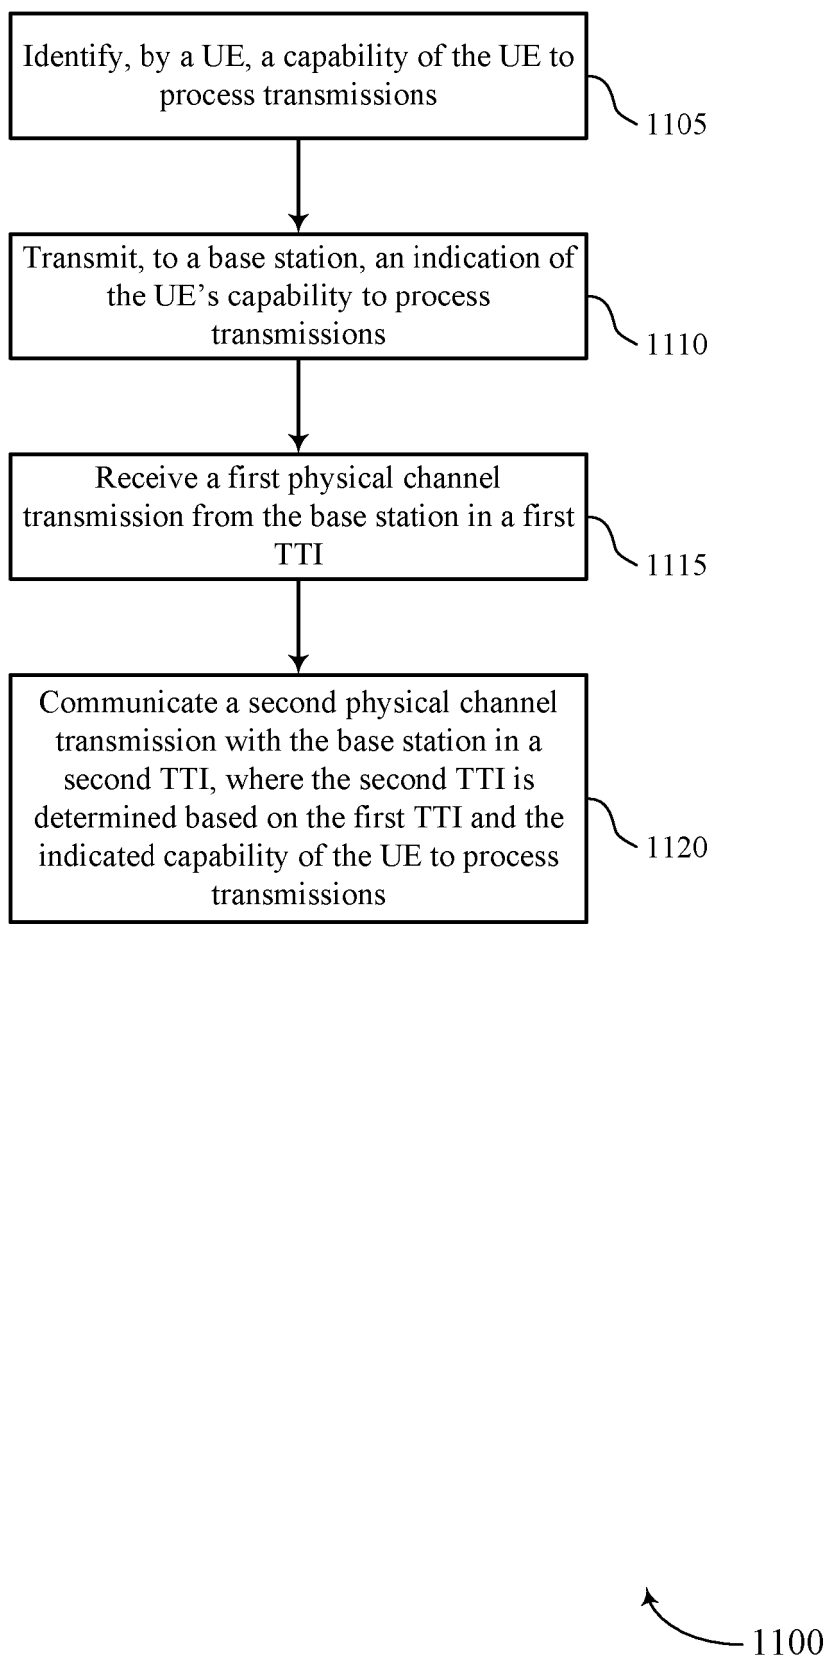 Identify, by a UE, a capability of the UE to
process transmissions
1105
Transmit, to a base station, an indication of
the UE’s capability to process
transmissions
1110
Receive a first physical channel
transmission from the base station in a first
TTI
1115
Communicate a second physical channel
transmission with the base station in a
second TTI, where the second TTI is
determined based on the first TTI and the
indicated capability of the UE to process
transmissions
1120
1100